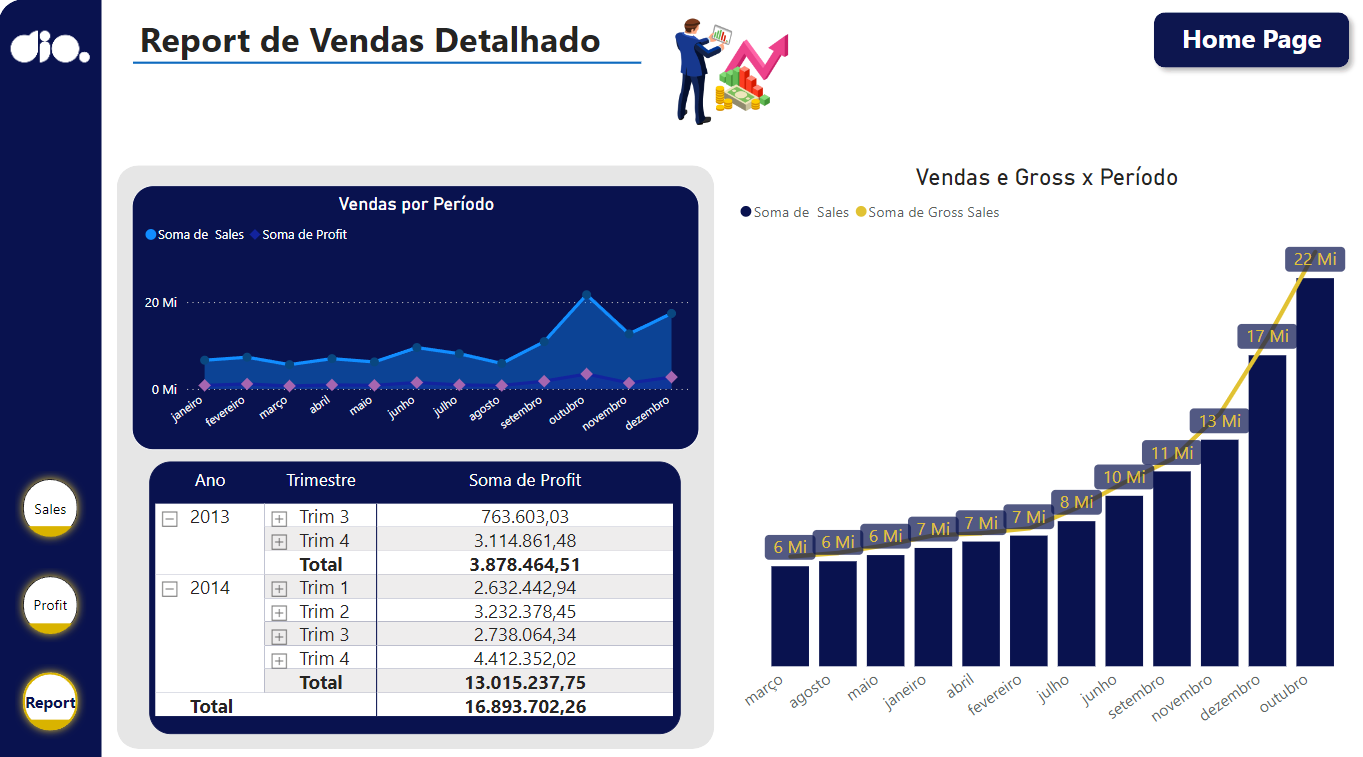 dio.
Report de Vendas Detalhado
Home Page
Sales
Profit
Report
Vendas por Período
Soma de Sales Soma de Profit
20 Mi
0 Mi
janeiro
fevereiro
março
abril
maio
junho
julho
agosto
setembro
outubro
novembro
dezembro
Ano Trimestre Soma de Profit
2013 Trim 3 763.603,03
Trim 4 3.114.861,48
Total 3.878.464,51
2014 Trim 1 2.632.442,94
Trim 2 3.232.378,45
Trim 3 2.738.064,34
Trim 4 4.412.352,02
Total 13.015.237,75
Total 16.893.702,26
Vendas e Gross x Período
Soma de Sales Soma de Gross Sales
6 Mi
6 Mi
6 Mi
7 Mi
7 Mi
7 Mi
8 Mi
10 Mi
11 Mi
13 Mi
17 Mi
22 Mi
março
agosto
maio
janeiro
abril
fevereiro
julho
junho
setembro
novembro
dezembro
outubro